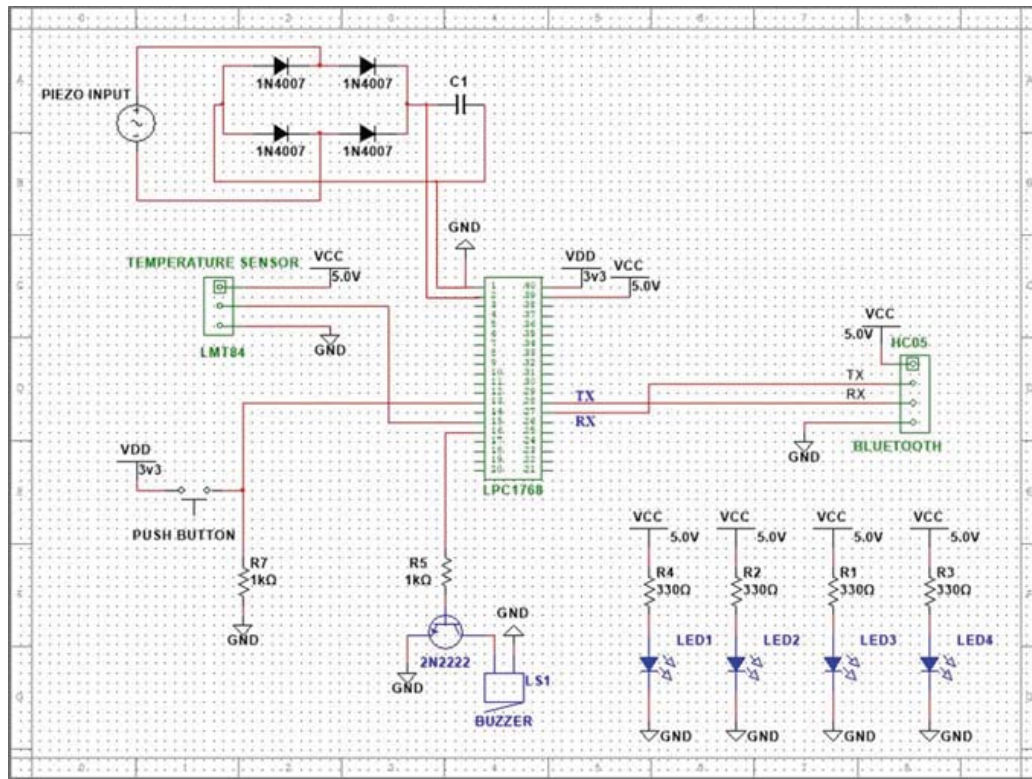 PIEZO INPUT
1N4007
1N4007
C1
1N4007
1N4007
GND
TEMPERATURE SENSOR
VCC
5.0V
VDD
3v3
VCC
5.0V
GND
LMT84
VCC
5.0V
HC05
TX
RX
TX
RX
GND
BLUETOOTH
VDD
3v3
LPC1768
PUSH BUTTON
R7
1kΩ
GND
R5
1kΩ
GND
2N2222
GND
LS1
BUZZER
VCC
5.0V
VCC
5.0V
VCC
5.0V
VCC
5.0V
R4
330Ω
R2
330Ω
R1
330Ω
R3
330Ω
LED1
LED2
LED3
LED4
GND
GND
GND
GND